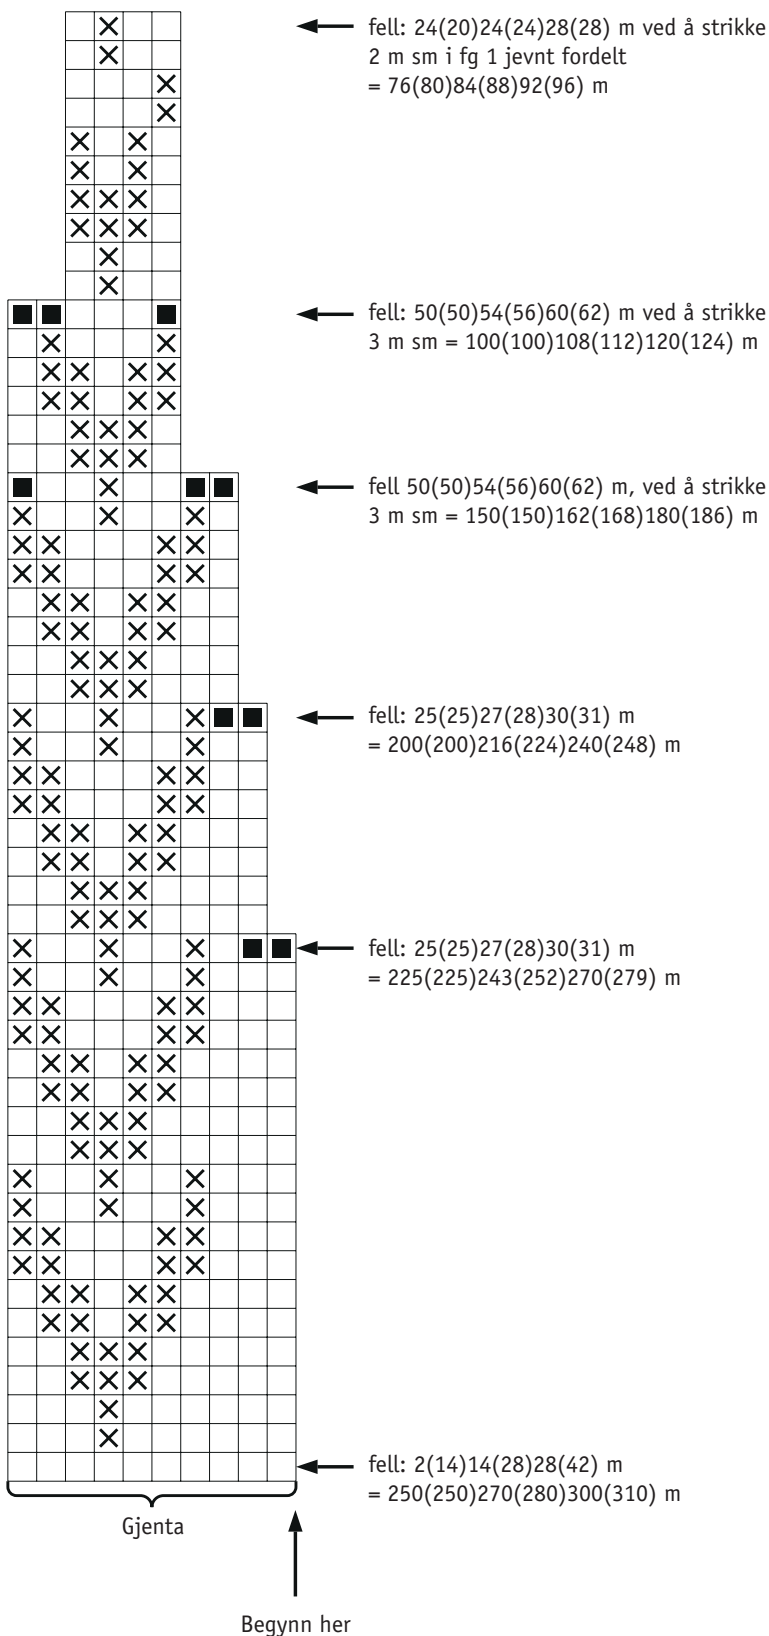 fell: 24(20)24(24)28(28) m ved å strikke
2 m sm i fg 1 jevnt fordelt
= 76(80)84(88)92(96) m
fell: 50(50)54(56)60(62) m ved å strikke
3 m sm = 100(100)108(112)120(124) m
fell 50(50)54(56)60(62) m, ved å strikke
3 m sm = 150(150)162(168)180(186) m
fell: 25(25)27(28)30(31) m
= 200(200)216(224)240(248) m
fell: 25(25)27(28)30(31) m
= 225(225)243(252)270(279) m
fell: 2(14)14(28)28(42) m
= 250(250)270(280)300(310) m
Gjenta
Begynn her